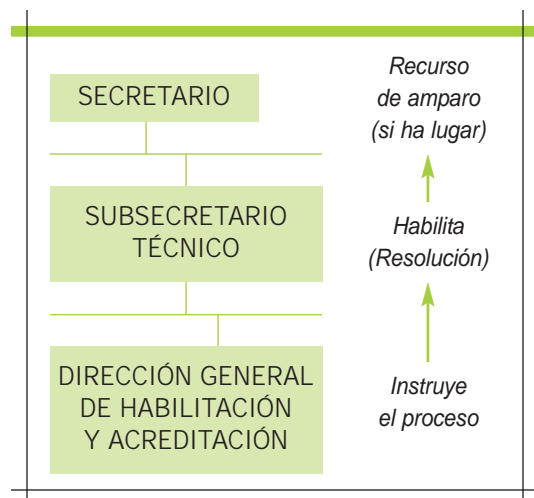 SECRETARIO
Recurso
de amparo
(si ha lugar)
SUBSECRETARIO
TÉCNICO
Habilita
(Resolución)
DIRECCIÓN GENERAL
DE HABILITACIÓN
Y ACREDITACIÓN
Instruye
el proceso